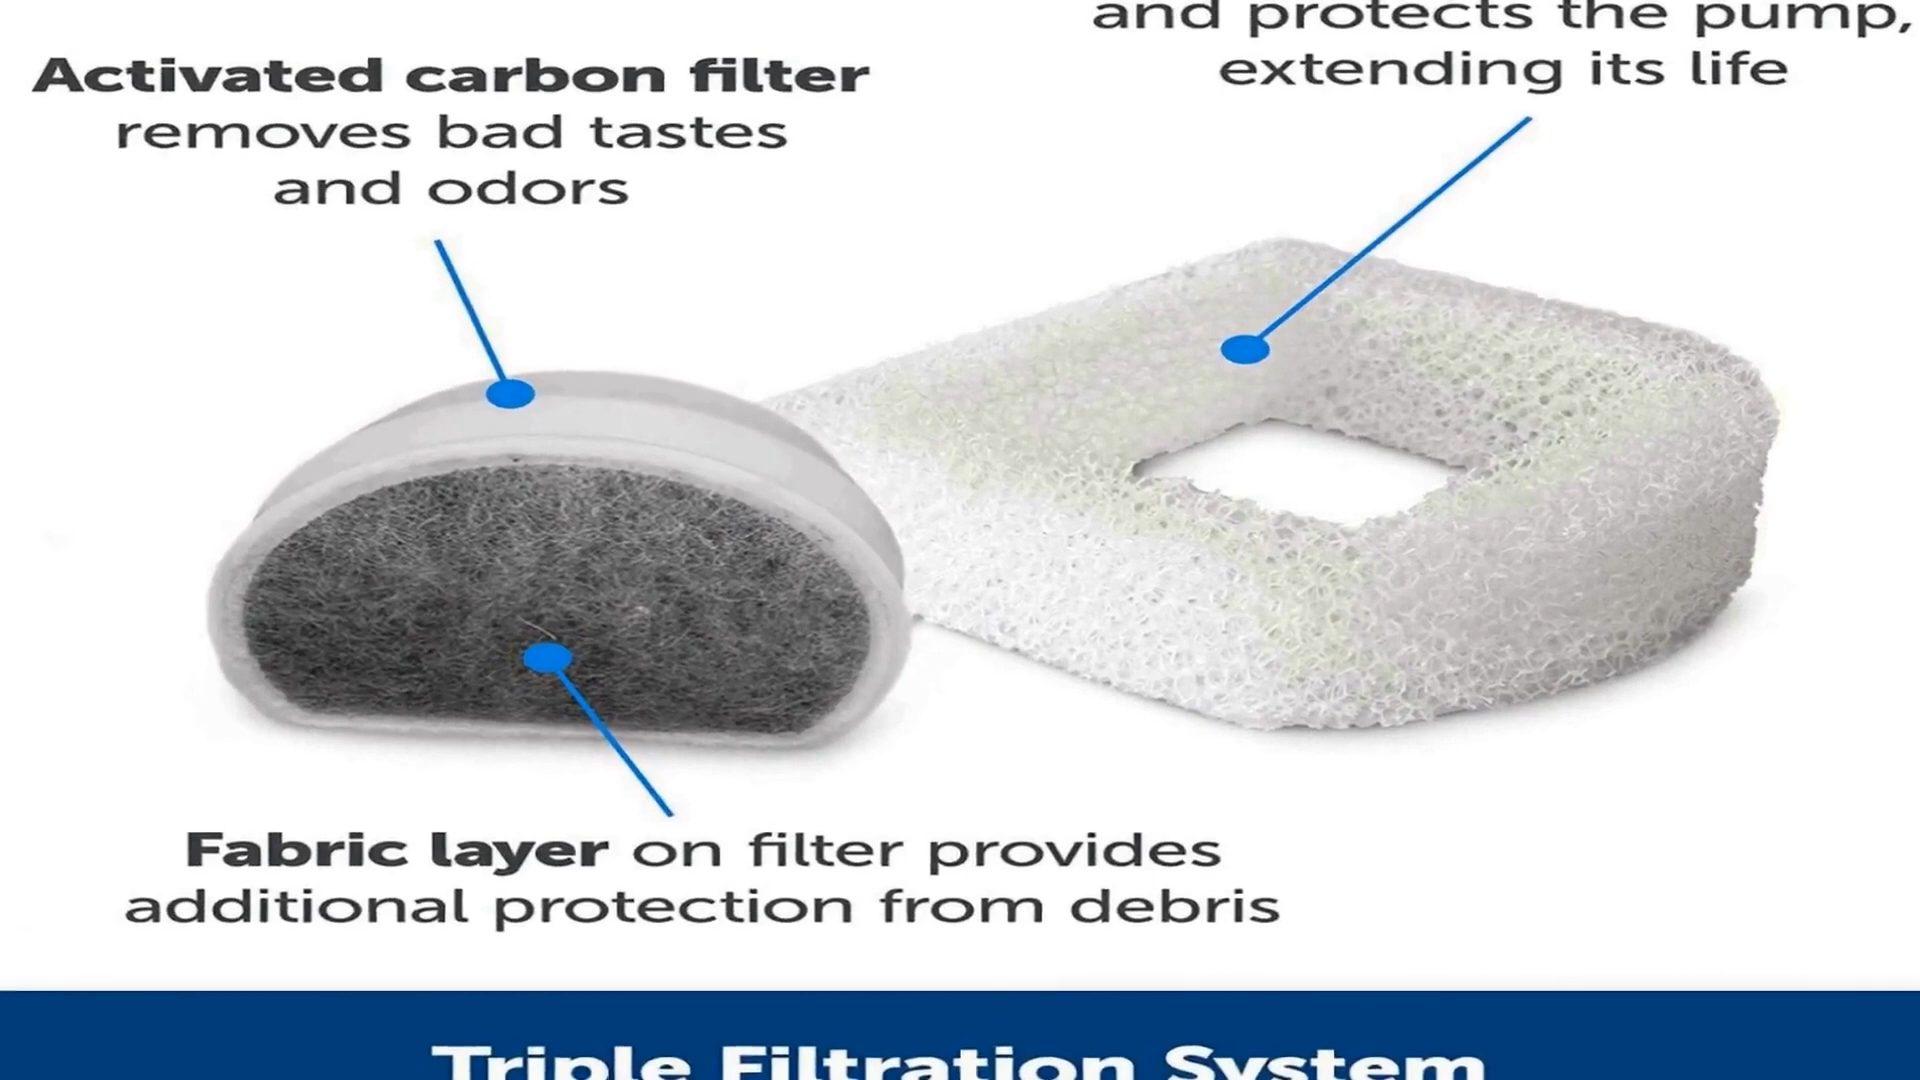 and protects the pump,
extending its life
Activated carbon filter
removes bad tastes
and odors
Fabric layer on filter provides
additional protection from debris
Triple Filtration System